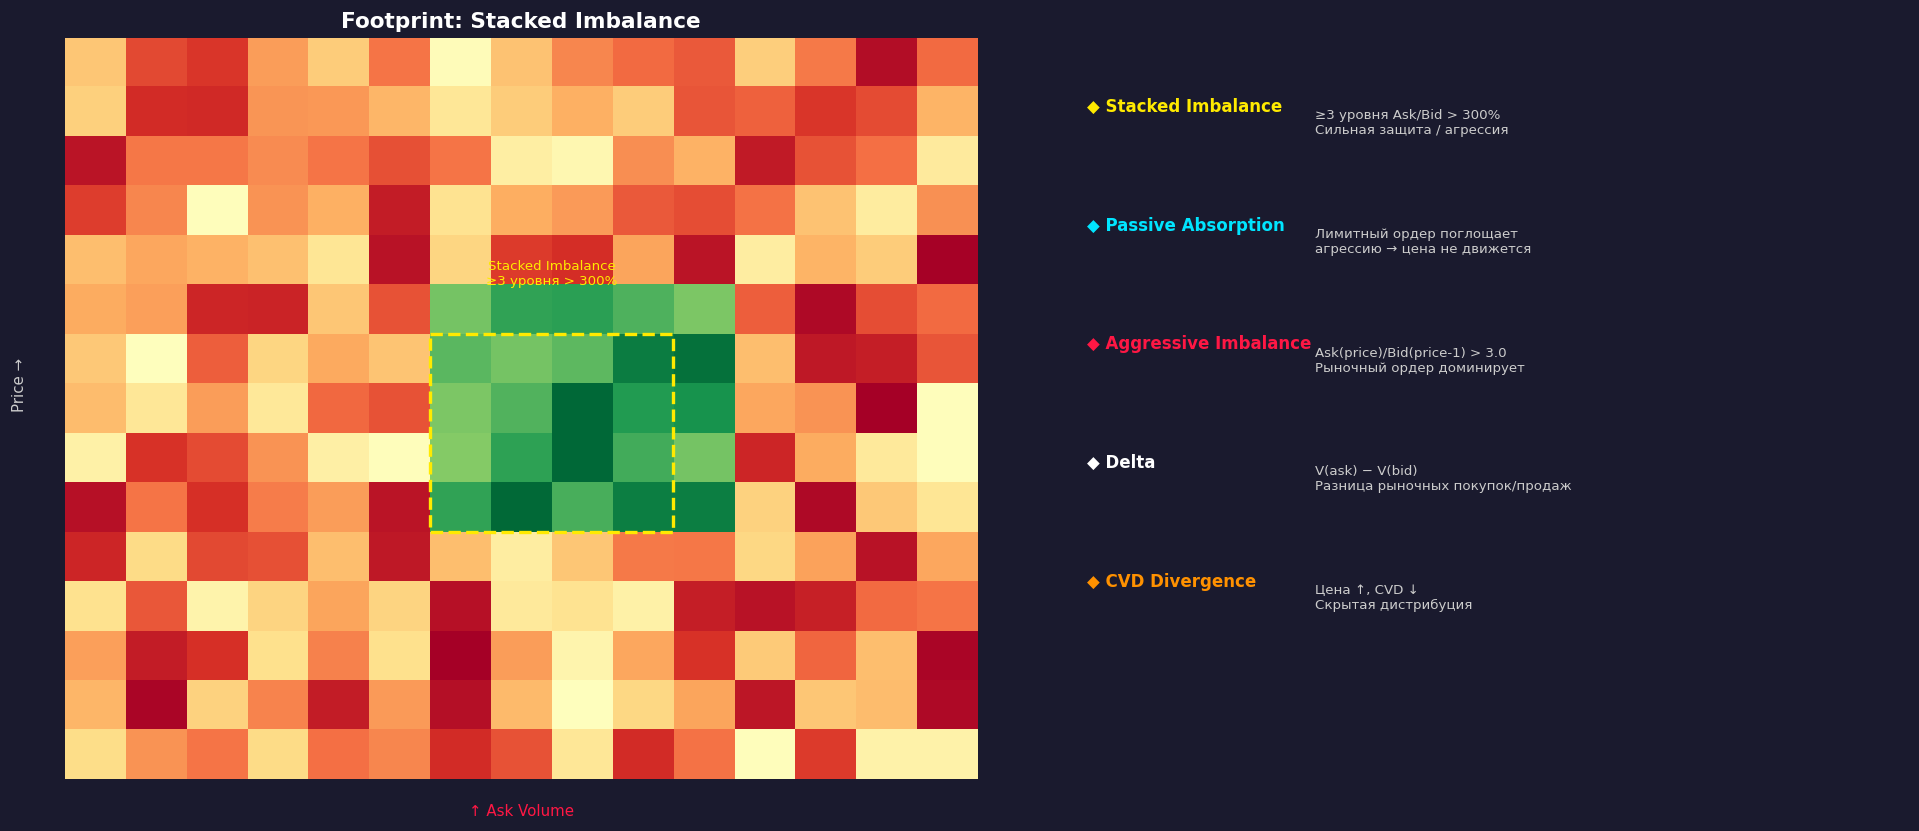 Footprint: Stacked Imbalance
Price →
Stacked Imbalance
≥3 уровня > 300%
↑ Ask Volume
◆ Stacked Imbalance
≥3 уровня Ask/Bid > 300%
Сильная защита / агрессия
◆ Passive Absorption
Лимитный ордер поглощает
агрессию → цена не движется
◆ Aggressive Imbalance
Ask(price)/Bid(price-1) > 3.0
Рыночный ордер доминирует
◆ Delta
V(ask) − V(bid)
Разница рыночных покупок/продаж
◆ CVD Divergence
Цена ↑, CVD ↓
Скрытая дистрибуция